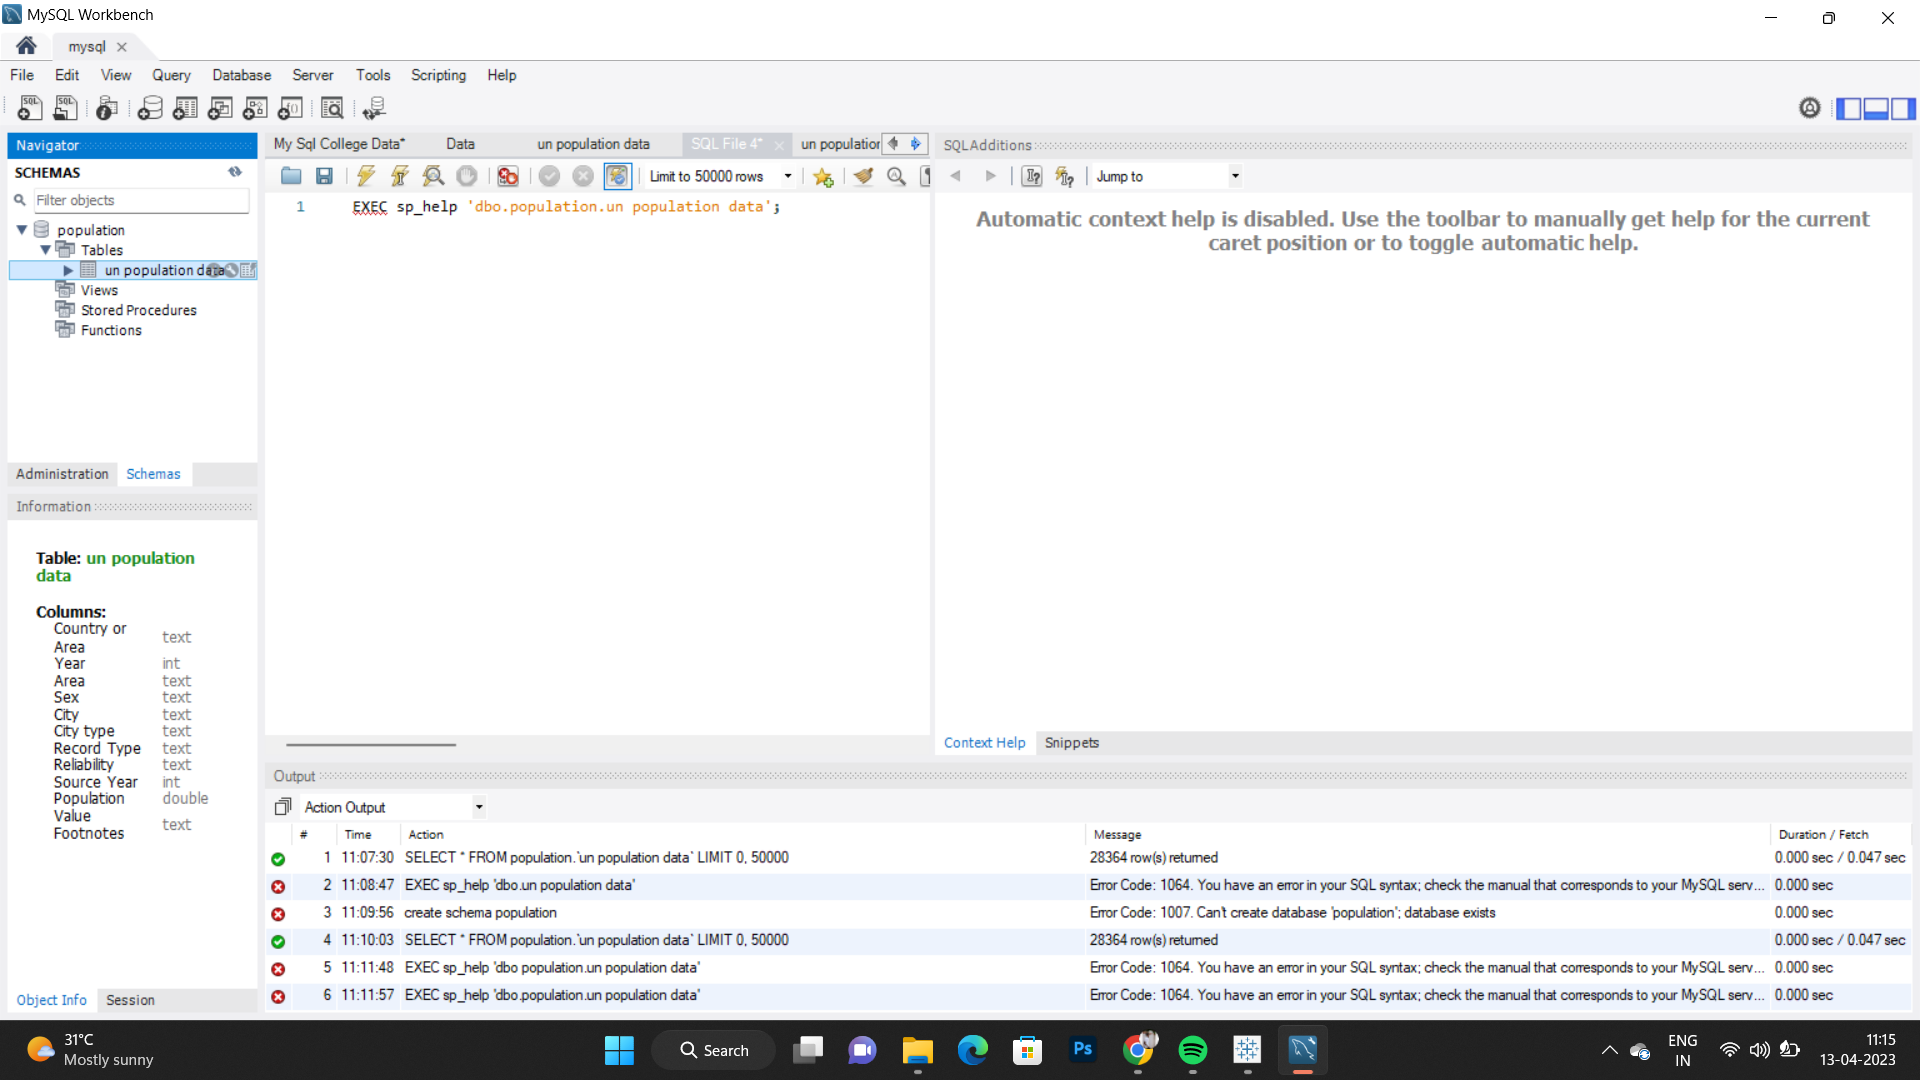 MySQL Workbench
mysql
File Edit View Query Database Server Tools Scripting Help
Navigator
SCHEMAS
Filter objects
population
Tables
un population data
Views
Stored Procedures
Functions
Administration Schemas
Information
Table: un population data
Columns:
Country or Area text
Year int
Area text
Sex text
City text
City type text
Record Type text
Reliability text
Source Year int
Population double
Value
Footnotes text
Object Info Session
My Sql College Data* Data un population data SQL File 4* un population
Limit to 50000 rows
1 EXEC sp_help 'dbo.population.un population data';
SQLAdditions
Jump to
Automatic context help is disabled. Use the toolbar to manually get help for the current
caret position or to toggle automatic help.
Context Help Snippets
Output
Action Output
# Time Action Message Duration / Fetch
1 11:07:30 SELECT * FROM population.`un population data` LIMIT 0, 50000 28364 row(s) returned 0.000 sec / 0.047 sec
2 11:08:47 EXEC sp_help 'dbo.un population data' Error Code: 1064. You have an error in your SQL syntax; check the manual that corresponds to your MySQL serv... 0.000 sec
3 11:09:56 create schema population Error Code: 1007. Can't create database 'population'; database exists 0.000 sec
4 11:10:03 SELECT * FROM population.`un population data` LIMIT 0, 50000 28364 row(s) returned 0.000 sec / 0.047 sec
5 11:11:48 EXEC sp_help 'dbo population.un population data' Error Code: 1064. You have an error in your SQL syntax; check the manual that corresponds to your MySQL serv... 0.000 sec
6 11:11:57 EXEC sp_help 'dbo.population.un population data' Error Code: 1064. You have an error in your SQL syntax; check the manual that corresponds to your MySQL serv... 0.000 sec
31°C
Mostly sunny
Search
Ps
ENG
IN
11:15
13-04-2023